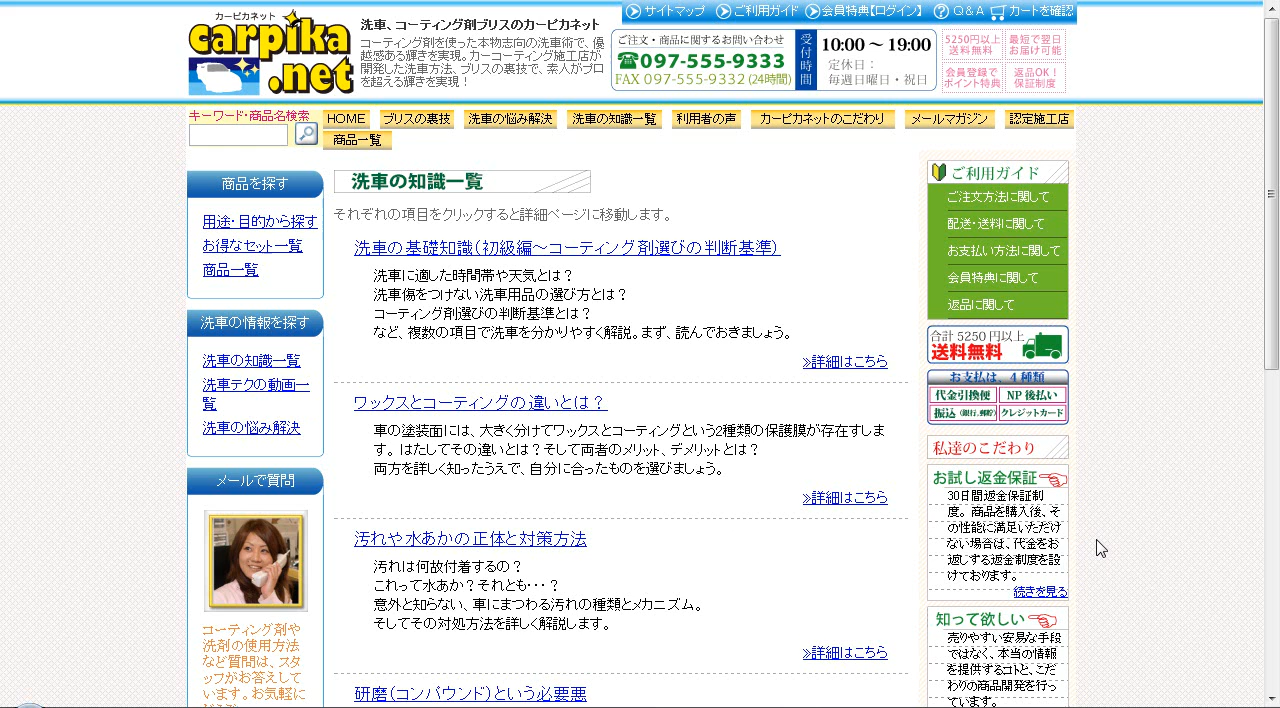 カーピカネット
carpika.net
洗車、コーティング剤ブリスのカーピカネット
コーティング剤を使った本物志向の洗車術で、優
越感ある輝きを実現。カーコーティング施工店が
開発した洗車方法、ブリスの裏技で、素人がプロ
を超える輝きを実現！
サイトマップ
ご利用ガイド
会員特典【ログイン】
Q&A
カートを確認
ご注文・商品に関するお問い合わせ
☎097-555-9333
FAX 097-555-9332 (24時間)
受付時間
10:00～19:00
定休日：
毎週日曜日・祝日
5250円以上
送料無料
最短で翌日
お届け可能
会員登録で
ポイント特典
返品OK！
保証制度
キーワード・商品名検索
HOME
ブリスの裏技
洗車の悩み解決
洗車の知識一覧
利用者の声
カーピカネットのこだわり
メールマガジン
認定施工店
商品一覧
商品を探す
用途・目的から探す
お得なセット一覧
商品一覧
洗車の情報を探す
洗車の知識一覧
洗車テクの動画一
覧
洗車の悩み解決
メールで質問
コーティング剤や
洗剤の使用方法
など質問は、スタ
ッフがお答えして
います。お気軽に
洗車の知識一覧
それぞれの項目をクリックすると詳細ページに移動します。
洗車の基礎知識（初級編～コーティング剤選びの判断基準）
洗車に適した時間帯や天気とは？
洗車傷をつけない洗車用品の選び方とは？
コーティング剤選びの判断基準とは？
など、複数の項目で洗車を分かりやすく解説。まず、読んでおきましょう。
≫詳細はこちら
ワックスとコーティングの違いとは？
車の塗装面には、大きく分けてワックスとコーティングという2種類の保護膜が存在すしま
す。はたしてその違いとは？そして両者のメリット、デメリットとは？
両方を詳しく知ったうえで、自分に合ったものを選びましょう。
≫詳細はこちら
汚れや水あかの正体と対策方法
汚れは何故付着するの？
これって水あか？それとも・・・？
意外と知らない、車にまつわる汚れの種類とメカニズム。
そしてその対処方法を詳しく解説します。
≫詳細はこちら
研磨（コンパウンド）という必要悪
ご利用ガイド
ご注文方法に関して
配送・送料に関して
お支払い方法に関して
会員特典に関して
返品に関して
合計5250円以上
送料無料
お支払は、4種類
代金引換便
NP後払い
振込（銀行、郵貯）
クレジットカード
私達のこだわり
お試し返金保証
30日間返金保証制
度。商品を購入後、そ
の性能に満足いただけ
ない場合は、代金をお
返しする返金制度を設
けております。
続きを見る
知って欲しい
売りやすい安易な手段
ではなく、本当の情報
を提供するコトと、こだ
わりの商品開発を行っ
ています。